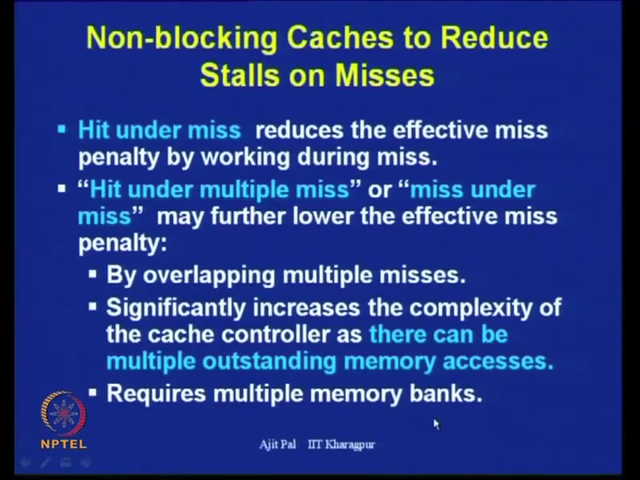 Non-blocking Caches to Reduce
Stalls on Misses
Hit under miss reduces the effective miss
penalty by working during miss.
“Hit under multiple miss” or “miss under
miss” may further lower the effective miss
penalty:
By overlapping multiple misses.
Significantly increases the complexity of
the cache controller as there can be
multiple outstanding memory accesses.
Requires multiple memory banks.
NPTEL
Ajit Pal IIT Kharagpur